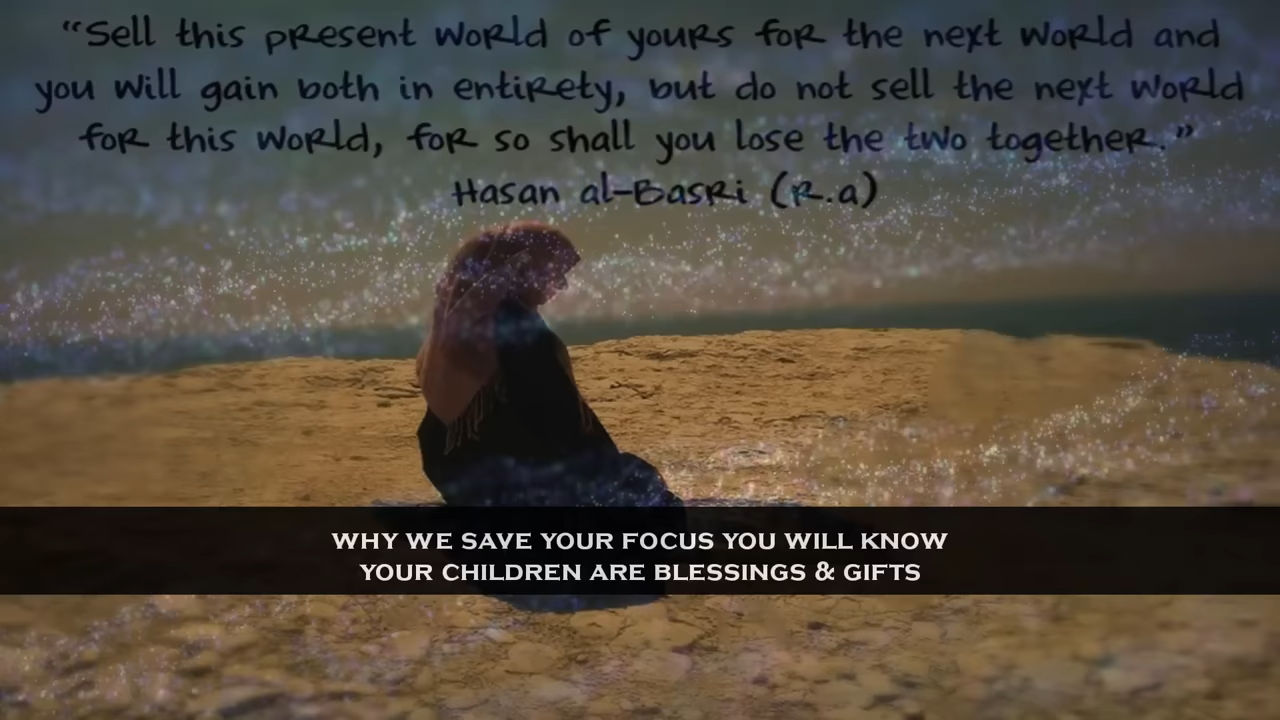 “Sell this present world of yours for the next world and
you will gain both in entirety, but do not sell the next world
for this world, for so shall you lose the two together.”
Hasan al-Basri (R.a)
WHY WE SAVE YOUR FOCUS YOU WILL KNOW
YOUR CHILDREN ARE BLESSINGS & GIFTS